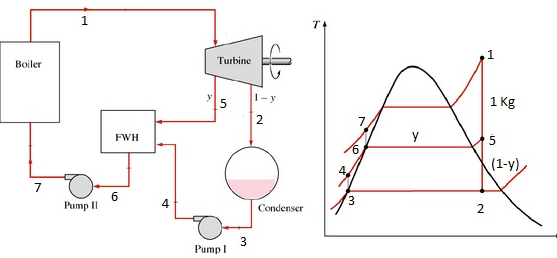 1
Boiler
Turbine
y
5
1 – y
2
FWH
7
Pump II
6
4
Condenser
Pump I
3
T
1
1 Kg
7
y
5
6
(1-y)
4
3
2